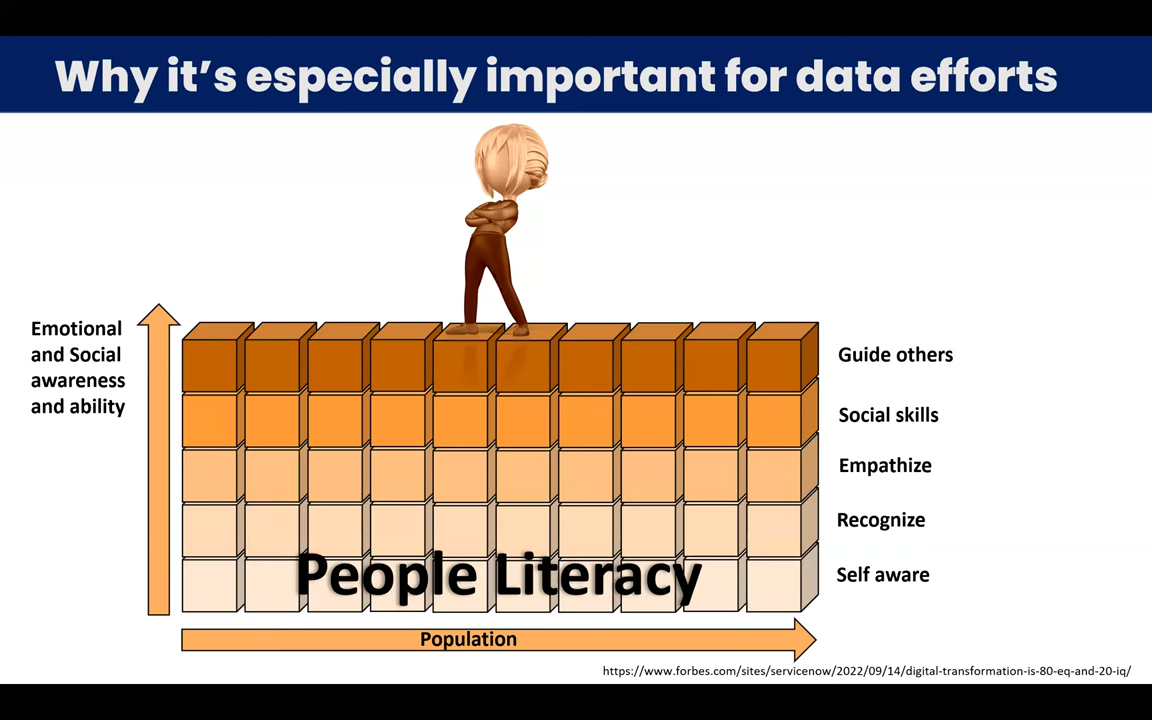 Why it's especially important for data efforts
Emotional
and Social
awareness
and ability
Guide others
Social skills
Empathize
Recognize
Self aware
People Literacy
Population
https://www.forbes.com/sites/servicenow/2022/09/14/digital-transformation-is-80-eq-and-20-iq/